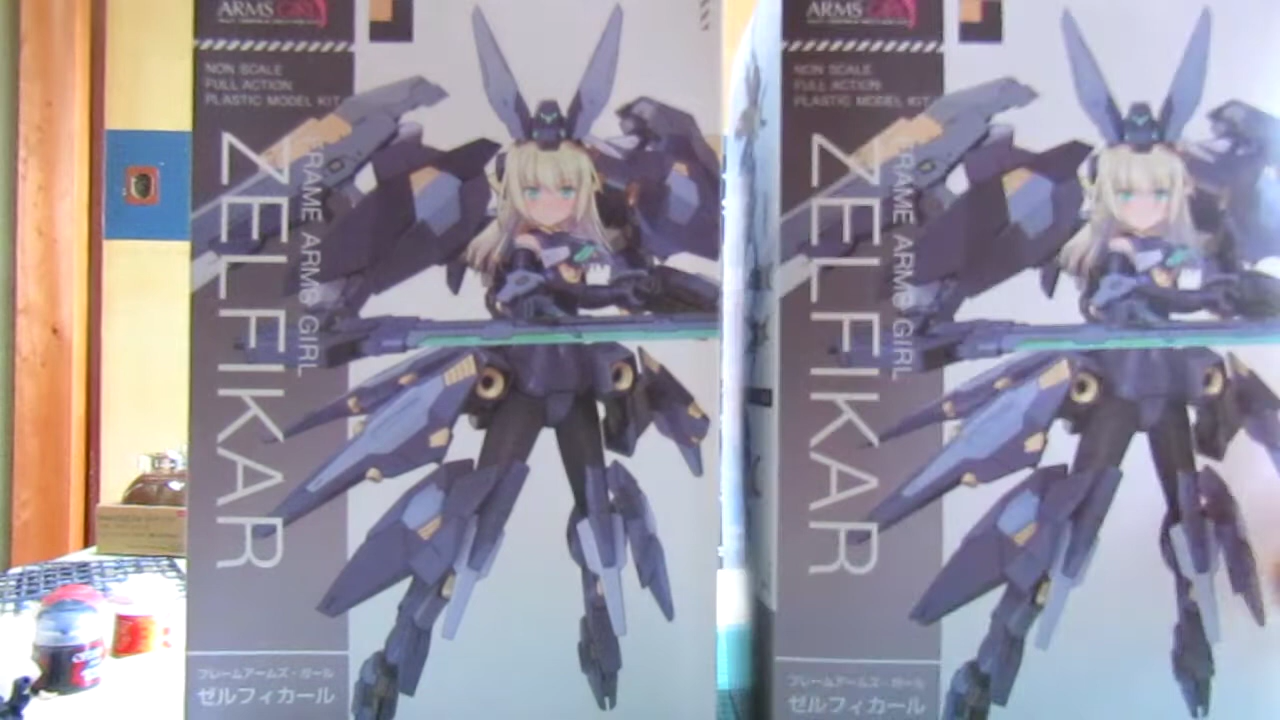 ARMS
NON SCALE
FULL ACTION
PLASTIC MODEL KIT
FRAME ARMS GIRL
ZELFIKAR
フレームアームズ・ガール
ゼルフィカール
ARMS
NON SCALE
FULL ACTION
PLASTIC MODEL KIT
FRAME ARMS GIRL
ZELFIKAR
フレームアームズ・ガール
ゼルフィカール